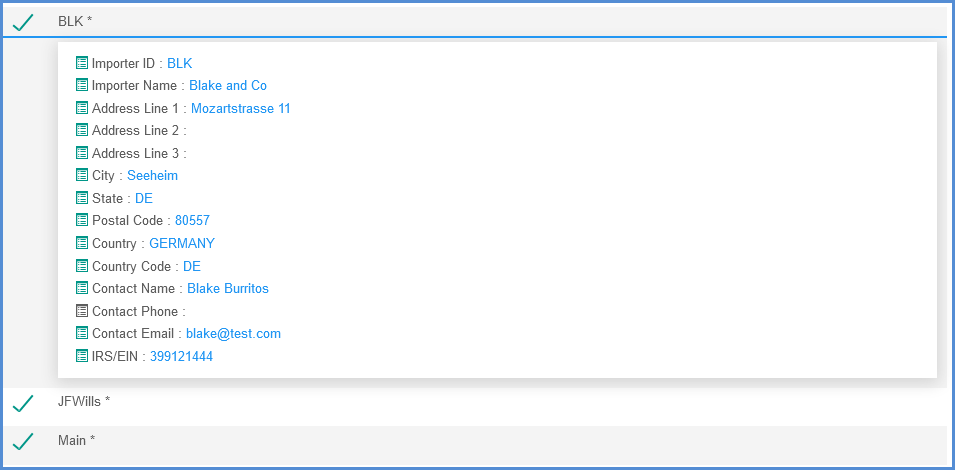 BLK *
Importer ID : BLK
Importer Name : Blake and Co
Address Line 1 : Mozartstrasse 11
Address Line 2 :
Address Line 3 :
City : Seeheim
State : DE
Postal Code : 80557
Country : GERMANY
Country Code : DE
Contact Name : Blake Burritos
Contact Phone :
Contact Email : blake@test.com
IRS/EIN : 399121444
JFWills *
Main *